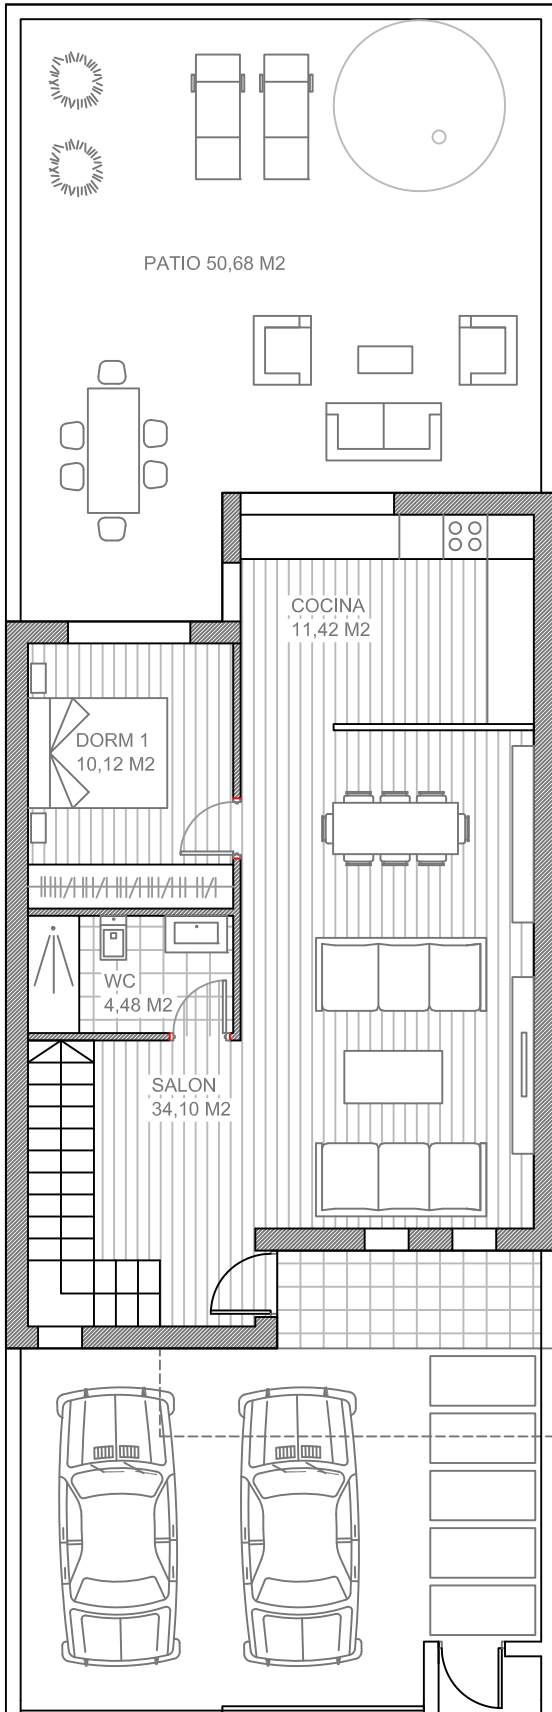 PATIO 50,68 M2
COCINA
11,42 M2
DORM 1
10,12 M2
WC
4,48 M2
SALON
34,10 M2